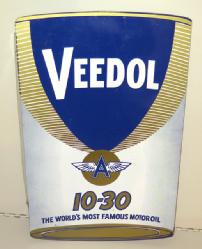 VEEDOL
A
10-30
THE WORLD'S MOST FAMOUS MOTOR OIL